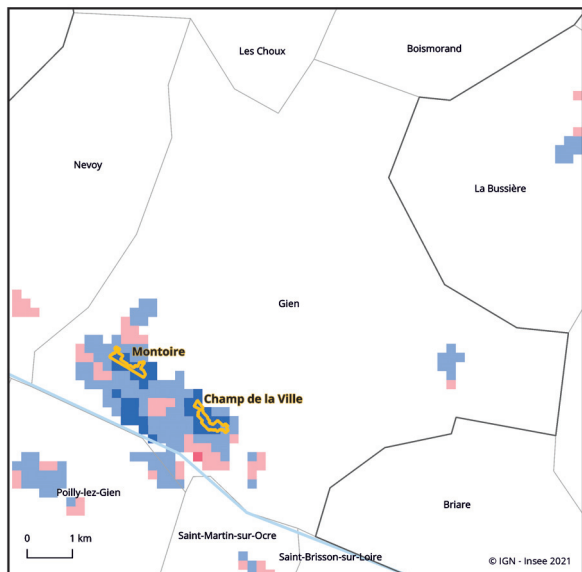 Les Choux
Boismorand
Nevoy
La Bussière
Gien
Montoire
Champ de la Ville
Poilly-lez-Gien
Briare
Saint-Martin-sur-Ocre
Saint-Brisson-sur-Loire
0 1 km
© IGN - Insee 2021